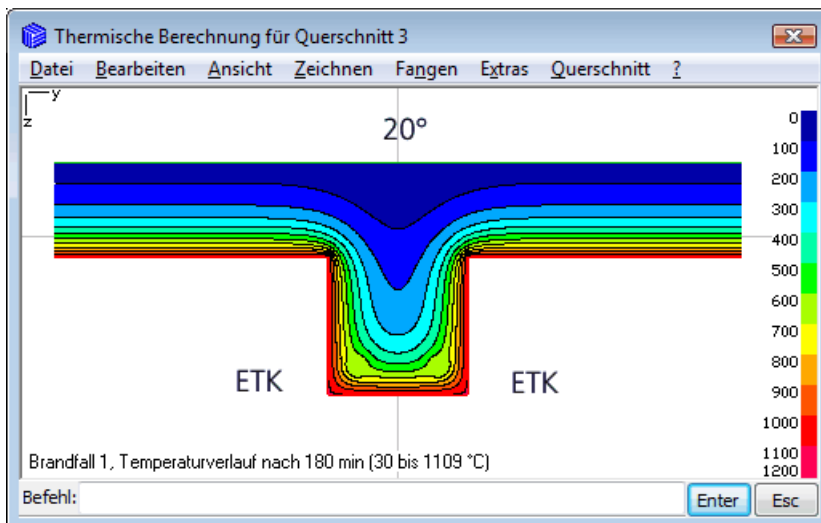 Thermische Berechnung für Querschnitt 3
Datei Bearbeiten Ansicht Zeichnen Fangen Extras Querschnitt ?
y
z
20°
0
100
200
300
400
500
600
700
800
900
1000
1100
1200
ETK
ETK
Brandfall 1, Temperaturverlauf nach 180 min (30 bis 1109 °C)
Befehl:
Enter
Esc